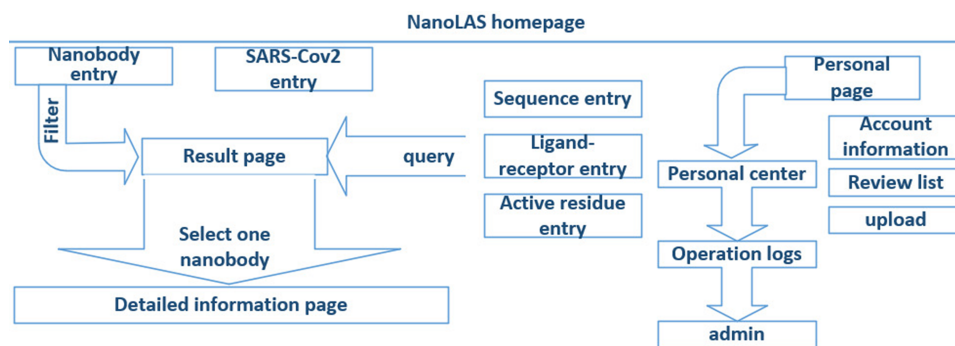 NanoLAS homepage
Nanobody
entry
SARS-Cov2
entry
Filter
Result page
query
Select one
nanobody
Detailed information page
Sequence entry
Ligand-
receptor entry
Active residue
entry
Personal
page
Personal center
Operation logs
admin
Account
information
Review list
upload